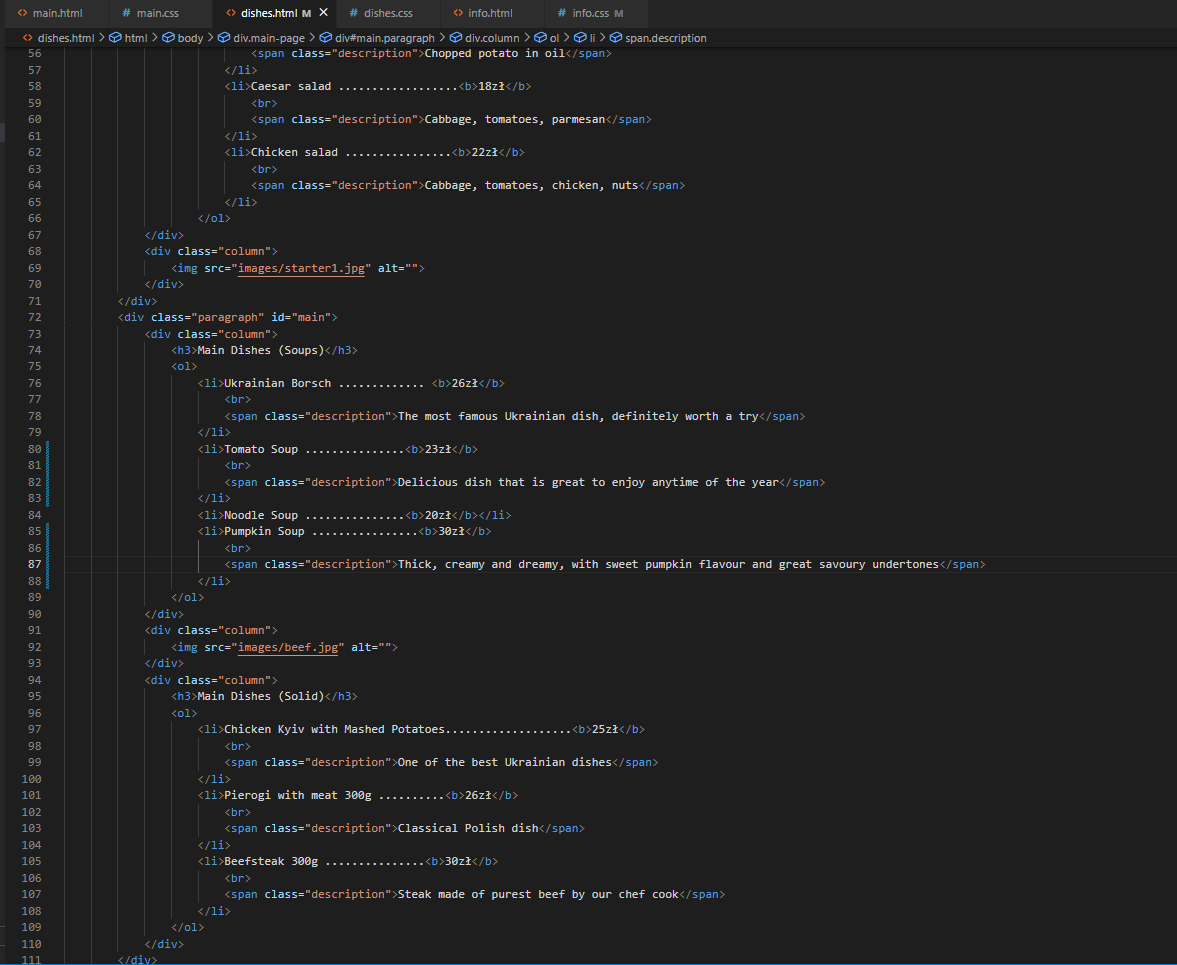 main.html
main.css
dishes.html M
dishes.css
info.html
info.css M
dishes.html > html > body > div.main-page > div#main.paragraph > div.column > ol > li > span.description
56 <span class="description">Chopped potato in oil</span>
57 </li>
58 <li>Caesar salad ..................<b>18zł</b>
59 <br>
60 <span class="description">Cabbage, tomatoes, parmesan</span>
61 </li>
62 <li>Chicken salad ................<b>22zł</b>
63 <br>
64 <span class="description">Cabbage, tomatoes, chicken, nuts</span>
65 </li>
66 </ol>
67 </div>
68 <div class="column">
69 <img src="images/starter1.jpg" alt="">
70 </div>
71 </div>
72 <div class="paragraph" id="main">
73 <div class="column">
74 <h3>Main Dishes (Soups)</h3>
75 <ol>
76 <li>Ukrainian Borsch ............. <b>26zł</b>
77 <br>
78 <span class="description">The most famous Ukrainian dish, definitely worth a try</span>
79 </li>
80 <li>Tomato Soup ...............<b>23zł</b>
81 <br>
82 <span class="description">Delicious dish that is great to enjoy anytime of the year</span>
83 </li>
84 <li>Noodle Soup ...............<b>20zł</b></li>
85 <li>Pumpkin Soup ................<b>30zł</b>
86 <br>
87 <span class="description">Thick, creamy and dreamy, with sweet pumpkin flavour and great savoury undertones</span>
88 </li>
89 </ol>
90 </div>
91 <div class="column">
92 <img src="images/beef.jpg" alt="">
93 </div>
94 <div class="column">
95 <h3>Main Dishes (Solid)</h3>
96 <ol>
97 <li>Chicken Kyiv with Mashed Potatoes...................<b>25zł</b>
98 <br>
99 <span class="description">One of the best Ukrainian dishes</span>
100 </li>
101 <li>Pierogi with meat 300g ..........<b>26zł</b>
102 <br>
103 <span class="description">Classical Polish dish</span>
104 </li>
105 <li>Beefsteak 300g ...............<b>30zł</b>
106 <br>
107 <span class="description">Steak made of purest beef by our chef cook</span>
108 </li>
109 </ol>
110 </div>
111 </div>